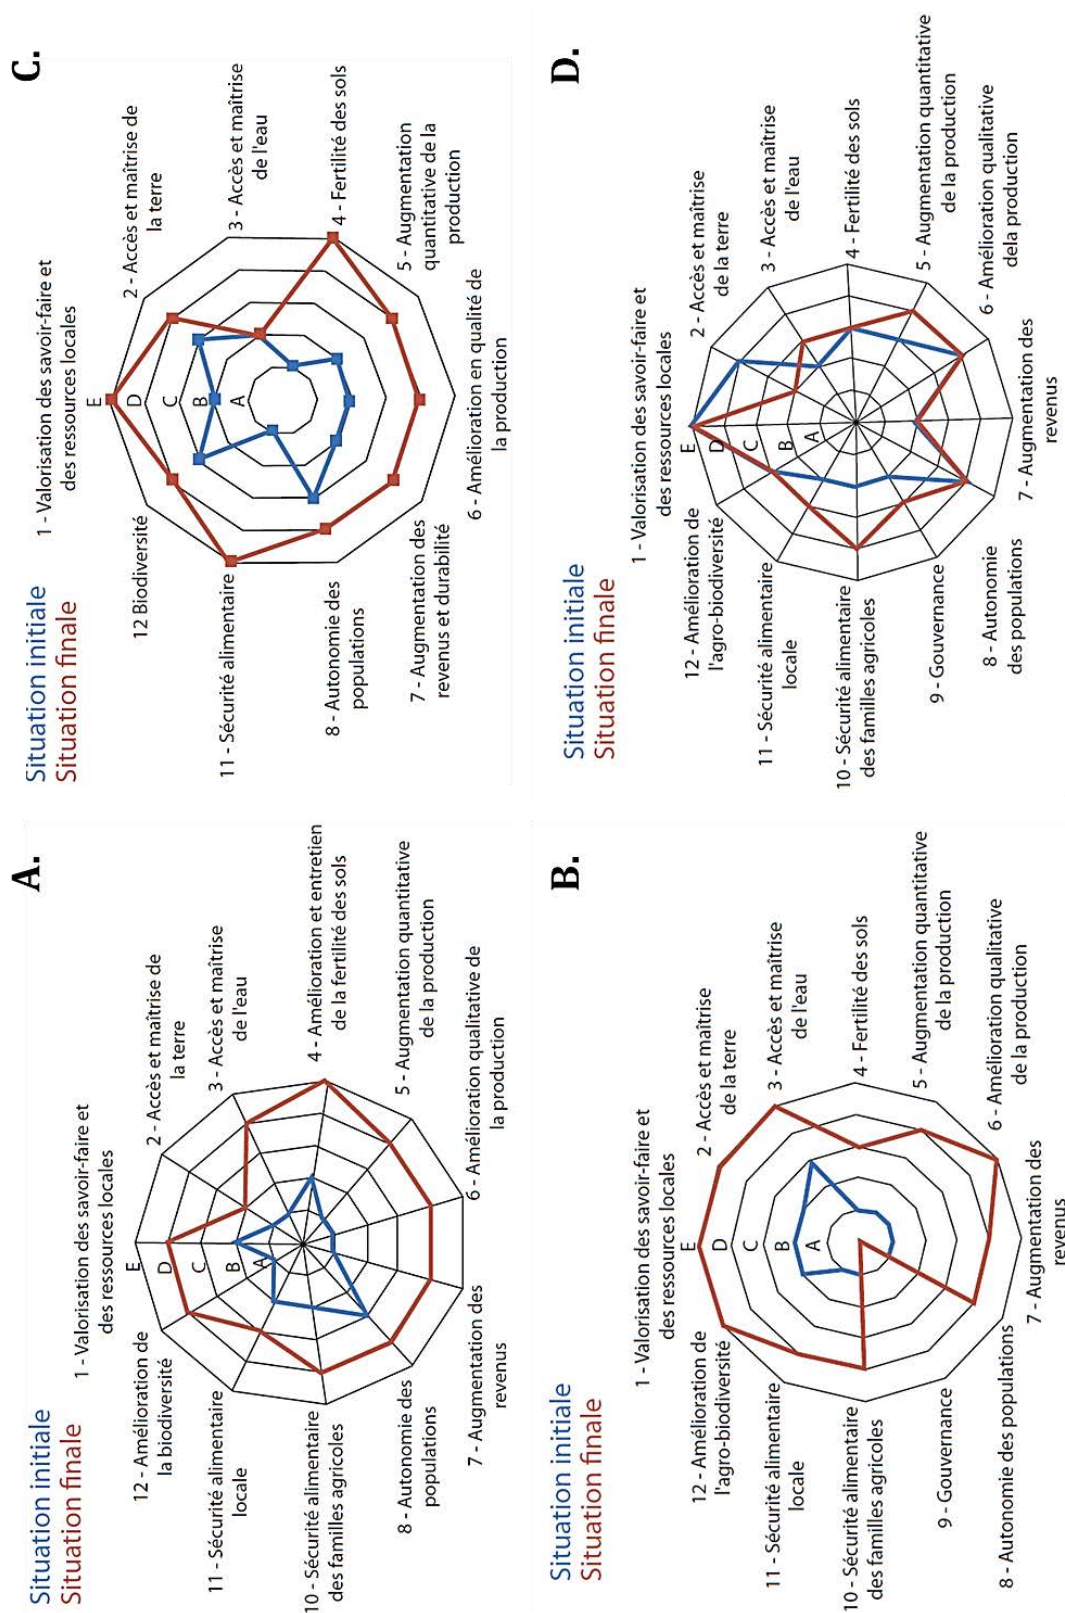 A.
Situation initiale
Situation finale
1 - Valorisation des savoir-faire et
des ressources locales
2 - Accès et maîtrise de
la terre
3 - Accès et maîtrise
de l'eau
4 - Amélioration et entretien
de la fertilité des sols
5 - Augmentation quantitative
de la production
6 - Amélioration qualitative de
la production
7 - Augmentation des
revenus
8 - Autonomie des
populations
10 - Sécurité alimentaire
des familles agricoles
11 - Sécurité alimentaire
locale
12 - Amélioration de
la biodiversité
E
D
C
B
A
C.
Situation initiale
Situation finale
1 - Valorisation des savoir-faire et
des ressources locales
2 - Accès et maîtrise de
la terre
3 - Accès et maîtrise
de l'eau
4 - Fertilité des sols
5 - Augmentation
quantitative de la
production
6 - Amélioration en qualité de
la production
7 - Augmentation des
revenus et durabilité
8 - Autonomie des
populations
11 - Sécurité alimentaire
12 Biodiversité
E
D
C
B
A
B.
Situation initiale
Situation finale
1 - Valorisation des savoir-faire et
des ressources locales
2 - Accès et maîtrise
de la terre
3 - Accès et maîtrise
de l'eau
4 - Fertilité des sols
5 - Augmentation quantitative
de la production
6 - Amélioration qualitative
de la production
7 - Augmentation des
revenus
8 - Autonomie des populations
9 - Gouvernance
10 - Sécurité alimentaire
des familles agricoles
11 - Sécurité alimentaire
locale
12 - Amélioration de
l'agro-biodiversité
E
D
C
B
A
D.
Situation initiale
Situation finale
1 - Valorisation des savoir-faire et
des ressources locales
2 - Accès et maîtrise
de la terre
3 - Accès et maîtrise
de l'eau
4 - Fertilité des sols
5 - Augmentation quantitative
de la production
6 - Amélioration qualitative
dela production
7 - Augmentation des
revenus
8 - Autonomie
des populations
9 - Gouvernance
10 - Sécurité alimentaire
des familles agricoles
11 - Sécurité alimentaire
locale
12 - Amélioration de
l'agro-biodiversité
E
D
C
B
A